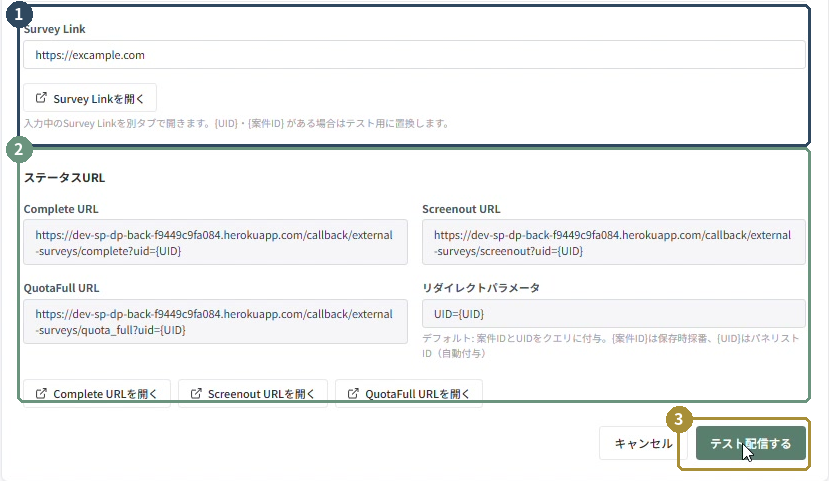 1
Survey Link
https://excample.com
Survey Linkを開く
入力中のSurvey Linkを別タブで開きます。{UID}・{案件ID} がある場合はテスト用に置換します。
2
ステータスURL
Complete URL
https://dev-sp-dp-back-f9449c9fa084.herokuapp.com/callback/external
-surveys/complete?uid={UID}
Screenout URL
https://dev-sp-dp-back-f9449c9fa084.herokuapp.com/callback/external
-surveys/screenout?uid={UID}
QuotaFull URL
https://dev-sp-dp-back-f9449c9fa084.herokuapp.com/callback/external
-surveys/quota_full?uid={UID}
リダイレクトパラメータ
UID={UID}
デフォルト: 案件IDとUIDをクエリに付与。{案件ID}は保存時採番、{UID}はパネリスト
ID（自動付与）
Complete URLを開く
Screenout URLを開く
QuotaFull URLを開く
3
キャンセル
テスト配信する